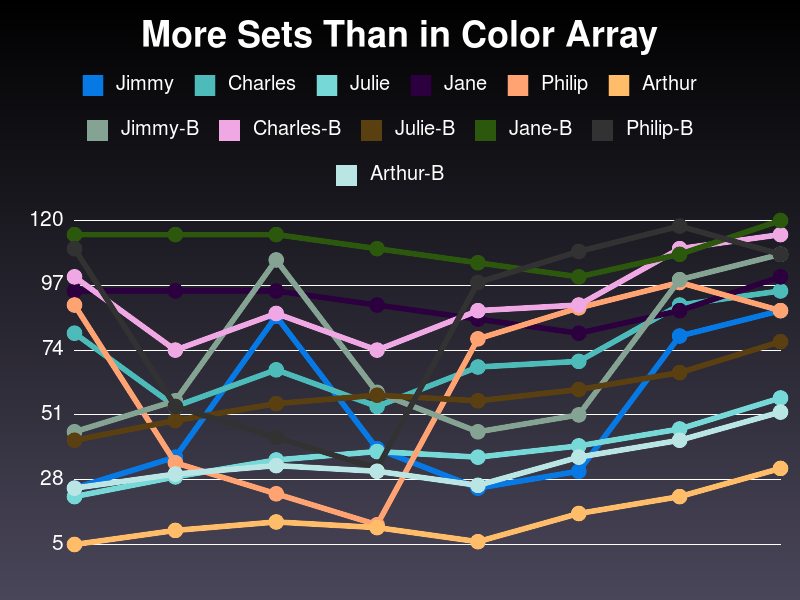 More Sets Than in Color Array
Jimmy Charles Julie Jane Philip Arthur
Jimmy-B Charles-B Julie-B Jane-B Philip-B
Arthur-B
120
97
74
51
28
5